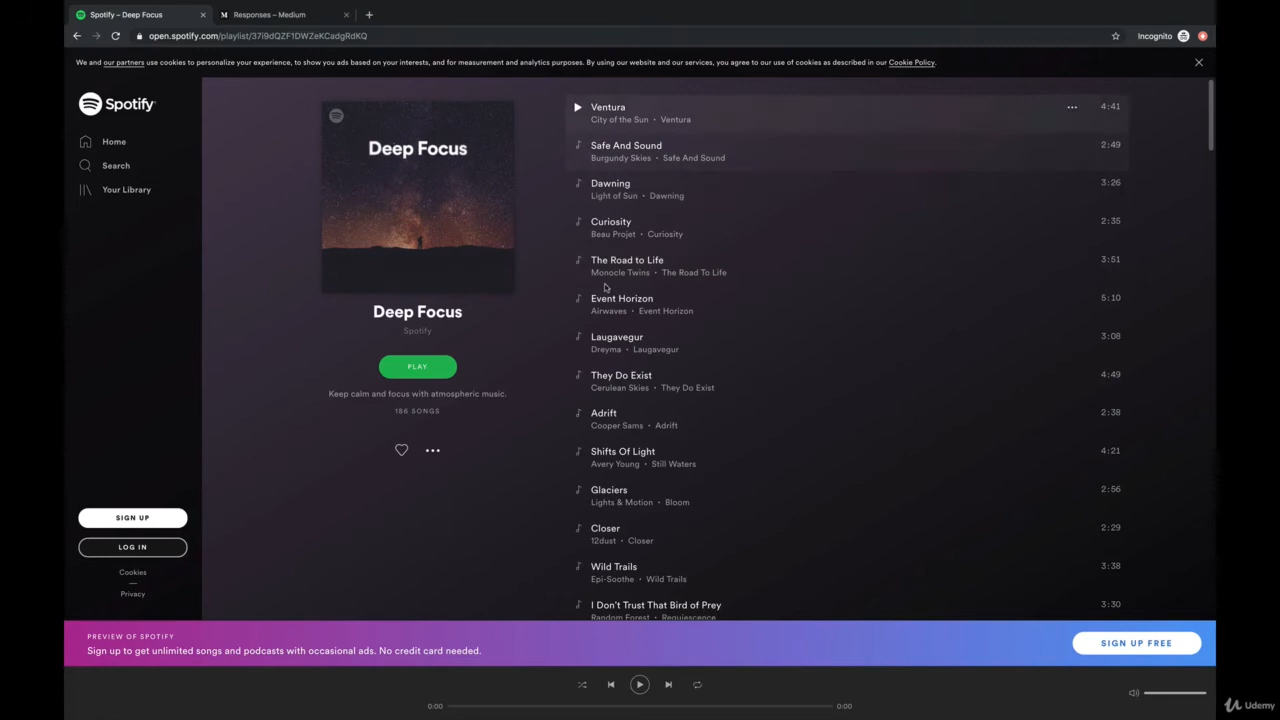 Spotify – Deep Focus
Responses – Medium
open.spotify.com/playlist/37i9dQZF1DWZeKCadgRdKQ
Incognito
We and our partners use cookies to personalize your experience, to show you ads based on your interests, and for measurement and analytics purposes. By using our website and our services, you agree to our use of cookies as described in our Cookie Policy.
Spotify
Home
Search
Your Library
SIGN UP
LOG IN
Cookies
Privacy
Deep Focus
Deep Focus
Spotify
PLAY
Keep calm and focus with atmospheric music.
186 SONGS
Ventura 4:41
City of the Sun • Ventura
Safe And Sound 2:49
Burgundy Skies • Safe And Sound
Dawning 3:26
Light of Sun • Dawning
Curiosity 2:35
Beau Projet • Curiosity
The Road to Life 3:51
Monocle Twins • The Road To Life
Event Horizon 5:10
Airwaves • Event Horizon
Laugavegur 3:08
Dreyma • Laugavegur
They Do Exist 4:49
Cerulean Skies • They Do Exist
Adrift 2:38
Cooper Sams • Adrift
Shifts Of Light 4:21
Avery Young • Still Waters
Glaciers 2:56
Lights & Motion • Bloom
Closer 2:29
12dust • Closer
Wild Trails 3:38
Epi-Soothe • Wild Trails
I Don't Trust That Bird of Prey 3:30
Random Forest • Requiescence
PREVIEW OF SPOTIFY
Sign up to get unlimited songs and podcasts with occasional ads. No credit card needed.
SIGN UP FREE
0:00 0:00
Udemy